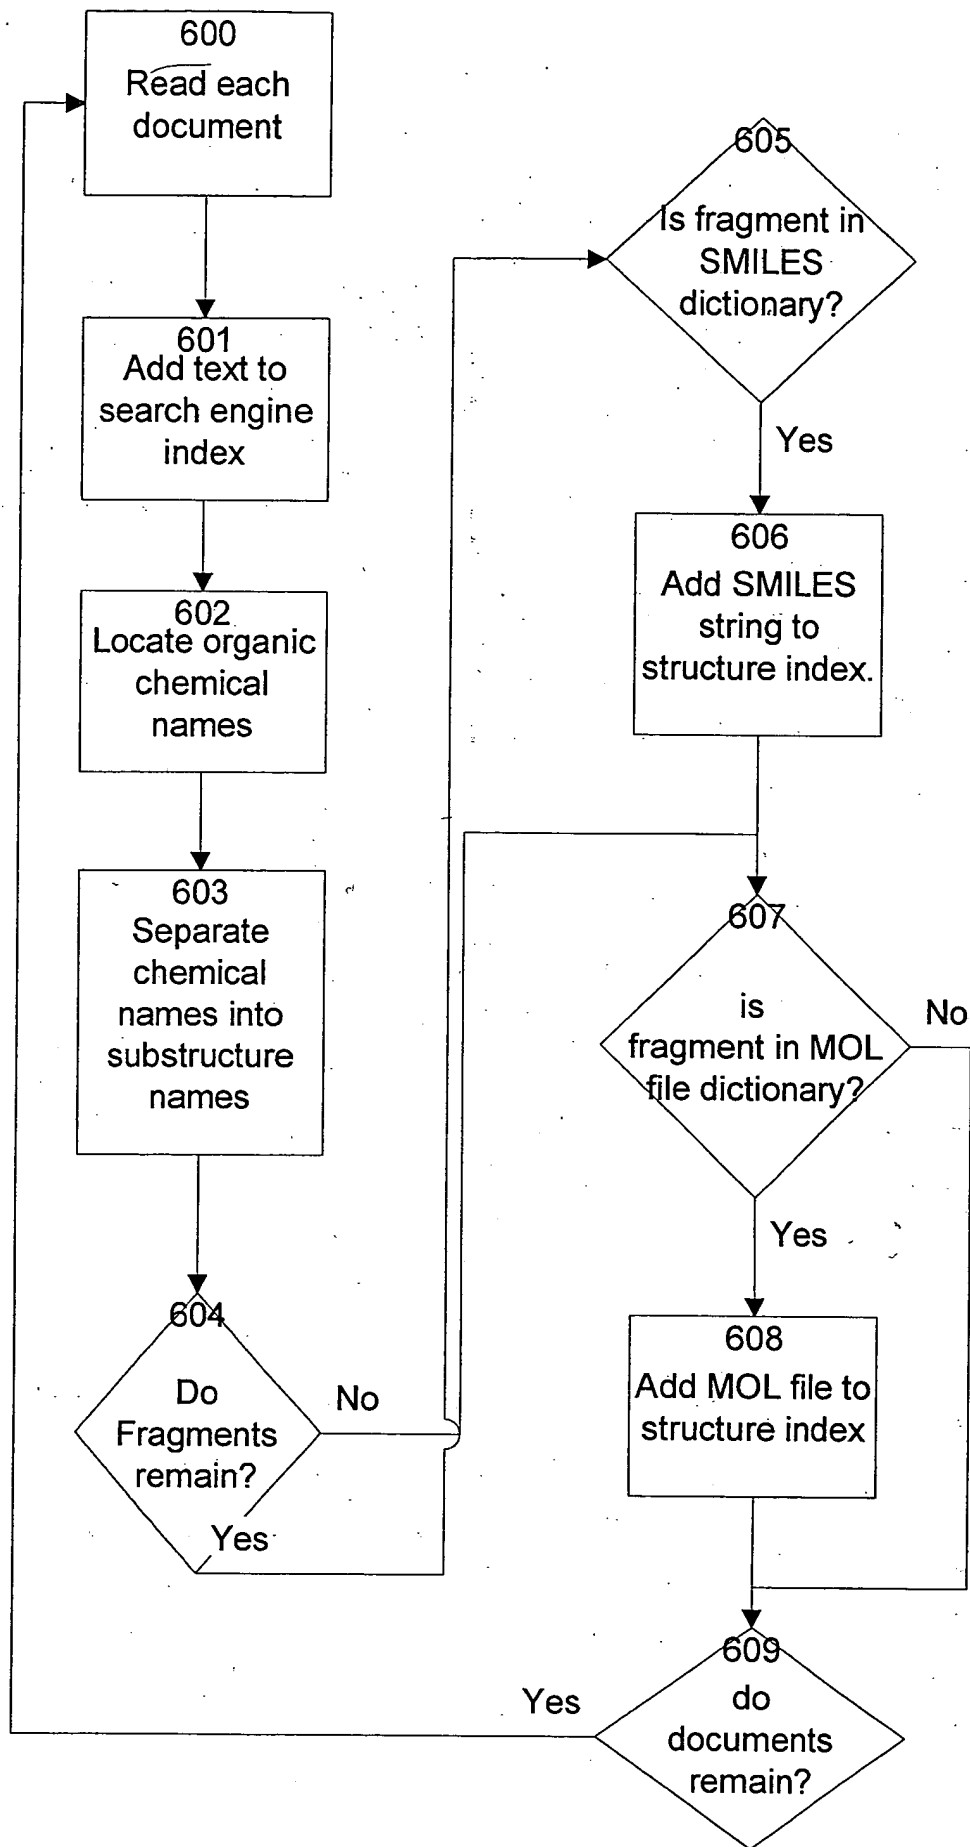 600
Read each
document
601
Add text to
search engine
index
602
Locate organic
chemical
names
603
Separate
chemical
names into
substructure
names
604
Do
Fragments
remain?
No
Yes
605
Is fragment in
SMILES
dictionary?
Yes
606
Add SMILES
string to
structure index.
607
is
fragment in MOL
file dictionary?
No
Yes
608
Add MOL file to
structure index
609
do
documents
remain?
Yes